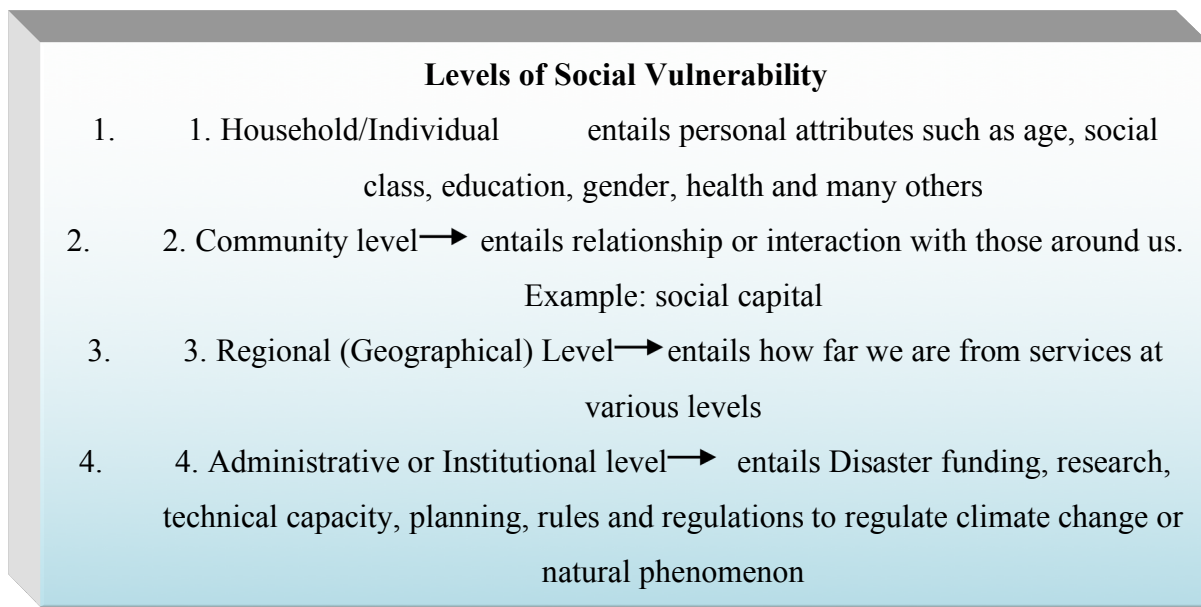 Levels of Social Vulnerability
1. 1. Household/Individual entails personal attributes such as age, social
class, education, gender, health and many others
2. 2. Community level → entails relationship or interaction with those around us.
Example: social capital
3. 3. Regional (Geographical) Level → entails how far we are from services at
various levels
4. 4. Administrative or Institutional level → entails Disaster funding, research,
technical capacity, planning, rules and regulations to regulate climate change or
natural phenomenon